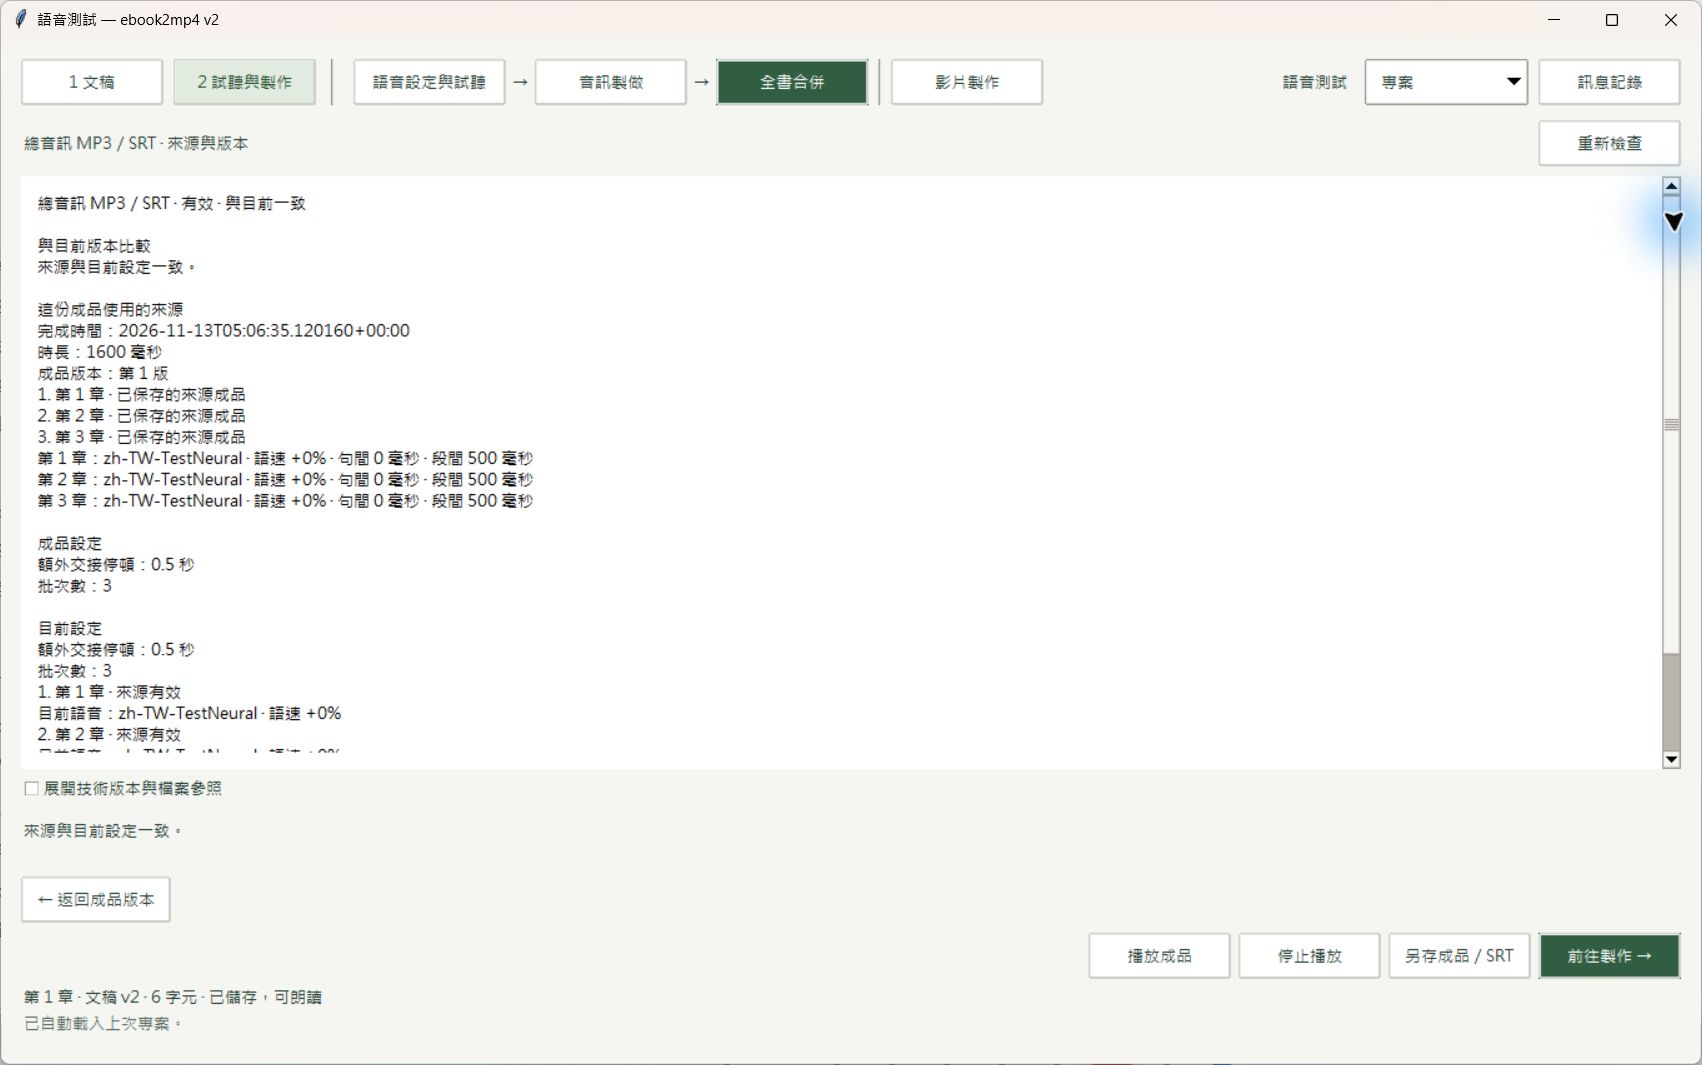 語音測試 — ebook2mp4 v2
1 文稿
2 試聽與製作
語音設定與試聽
→
音訊製做
→
全書合併
影片製作
語音測試
專案
訊息記錄
總音訊 MP3 / SRT · 來源與版本
重新檢查
總音訊 MP3 / SRT · 有效 · 與目前一致
與目前版本比較
來源與目前設定一致。
這份成品使用的來源
完成時間：2026-11-13T05:06:35.120160+00:00
時長：1600 毫秒
成品版本：第 1 版
1. 第 1 章 · 已保存的來源成品
2. 第 2 章 · 已保存的來源成品
3. 第 3 章 · 已保存的來源成品
第 1 章：zh-TW-TestNeural · 語速 +0% · 句間 0 毫秒 · 段間 500 毫秒
第 2 章：zh-TW-TestNeural · 語速 +0% · 句間 0 毫秒 · 段間 500 毫秒
第 3 章：zh-TW-TestNeural · 語速 +0% · 句間 0 毫秒 · 段間 500 毫秒
成品設定
額外交接停頓：0.5 秒
批次數：3
目前設定
額外交接停頓：0.5 秒
批次數：3
1. 第 1 章 · 來源有效
目前語音：zh-TW-TestNeural · 語速 +0%
2. 第 2 章 · 來源有效
展開技術版本與檔案參照
來源與目前設定一致。
← 返回成品版本
播放成品
停止播放
另存成品 / SRT
前往製作 →
第 1 章 · 文稿 v2 · 6 字元 · 已儲存，可朗讀
已自動載入上次專案。